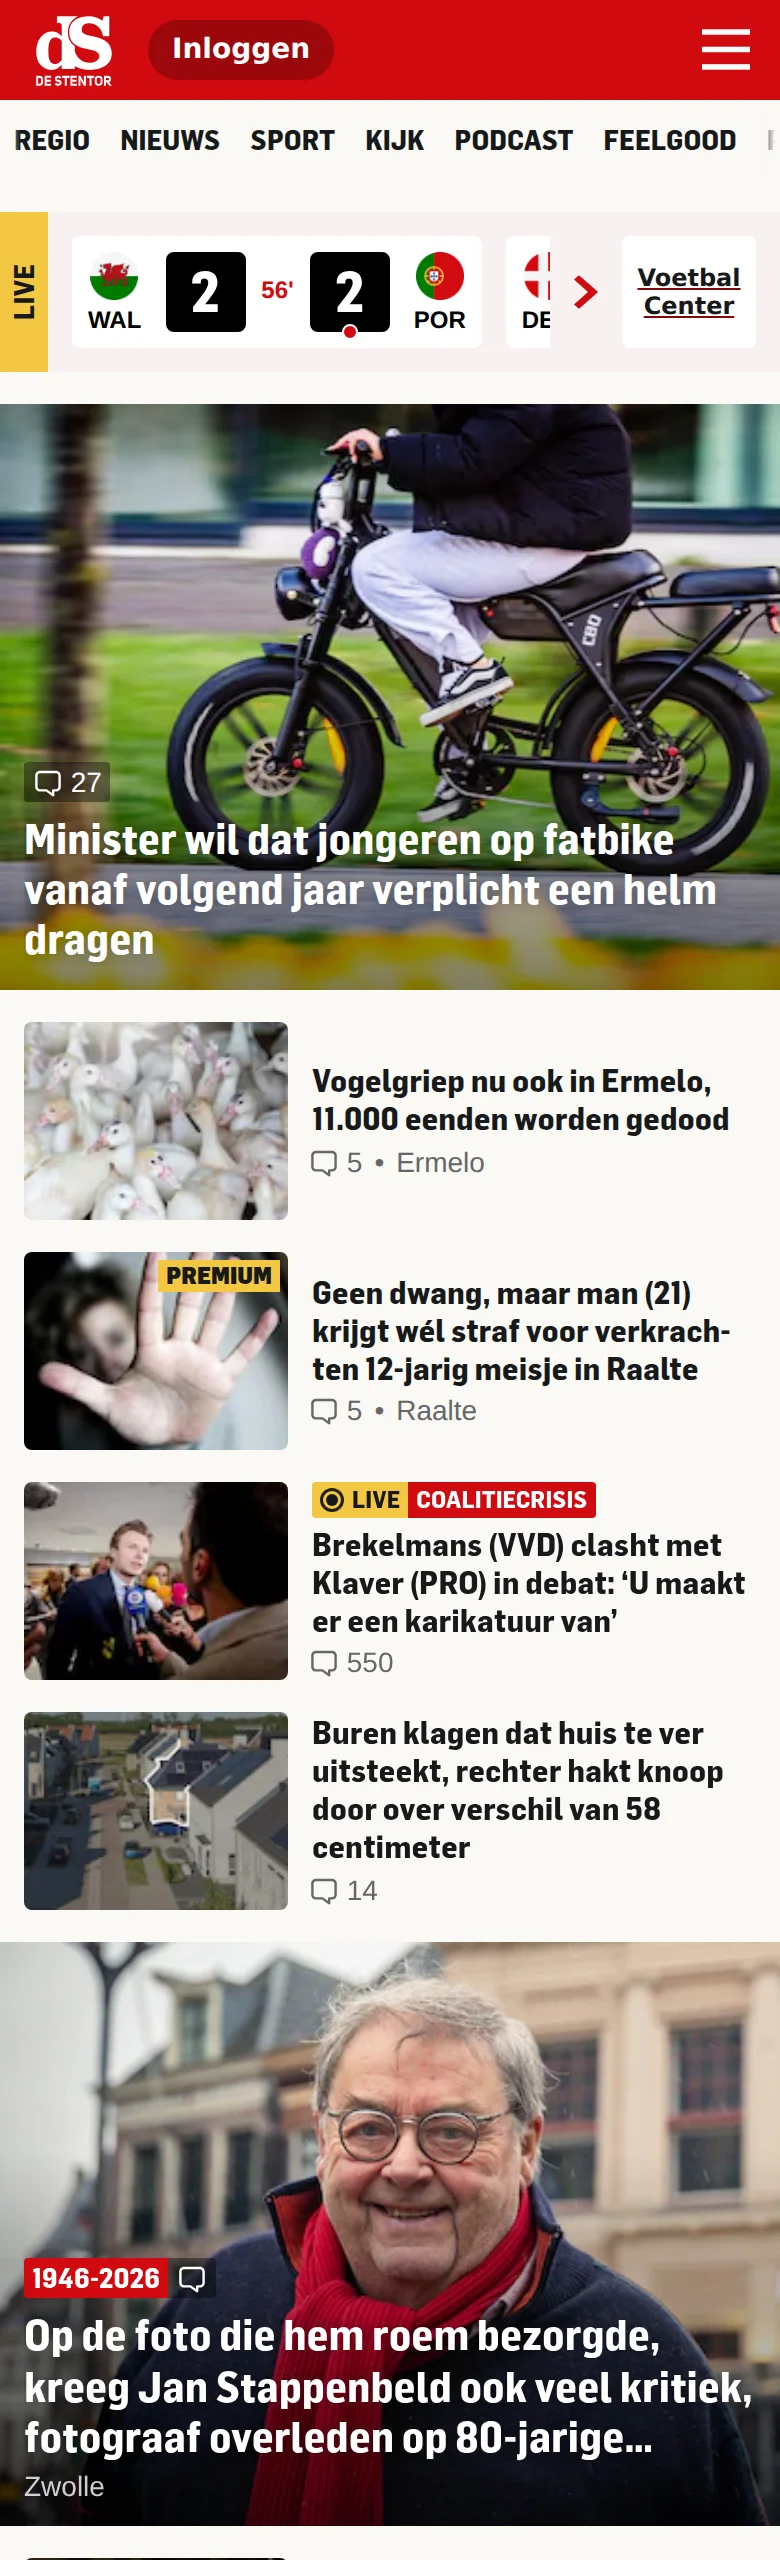 dS
DE STENTOR
Inloggen
REGIO NIEUWS SPORT KIJK PODCAST FEELGOOD
LIVE
WAL 2 56' 2 POR
DE
Voetbal
Center
CBO
27
Minister wil dat jongeren op fatbike
vanaf volgend jaar verplicht een helm
dragen
Vogelgriep nu ook in Ermelo,
11.000 eenden worden gedood
5 • Ermelo
PREMIUM
Geen dwang, maar man (21)
krijgt wél straf voor verkrach-
ten 12-jarig meisje in Raalte
5 • Raalte
LIVE COALITIECRISIS
Brekelmans (VVD) clasht met
Klaver (PRO) in debat: ‘U maakt
er een karikatuur van’
550
Buren klagen dat huis te ver
uitsteekt, rechter hakt knoop
door over verschil van 58
centimeter
14
1946-2026
Op de foto die hem roem bezorgde,
kreeg Jan Stappenbeld ook veel kritiek,
fotograaf overleden op 80-jarige...
Zwolle